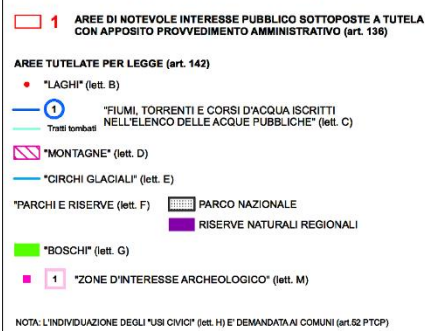 1 AREE DI NOTEVOLE INTERESSE PUBBLICO SOTTOPOSTE A TUTELA
CON APPOSITO PROVVEDIMENTO AMMINISTRATIVO (art. 136)
AREE TUTELATE PER LEGGE (art. 142)
"LAGHI" (lett. B)
1 "FIUMI, TORRENTI E CORSI D'ACQUA ISCRITTI
NELL'ELENCO DELLE ACQUE PUBBLICHE" (lett. C)
Tratti tombati
"MONTAGNE" (lett. D)
"CIRCHI GLACIALI" (lett. E)
"PARCHI E RISERVE (lett. F) PARCO NAZIONALE
RISERVE NATURALI REGIONALI
"BOSCHI" (lett. G)
1 "ZONE D'INTERESSE ARCHEOLOGICO" (lett. M)
NOTA: L'INDIVIDUAZIONE DEGLI "USI CIVICI" (lett. H) E' DEMANDATA AI COMUNI (art.52 PTCP)